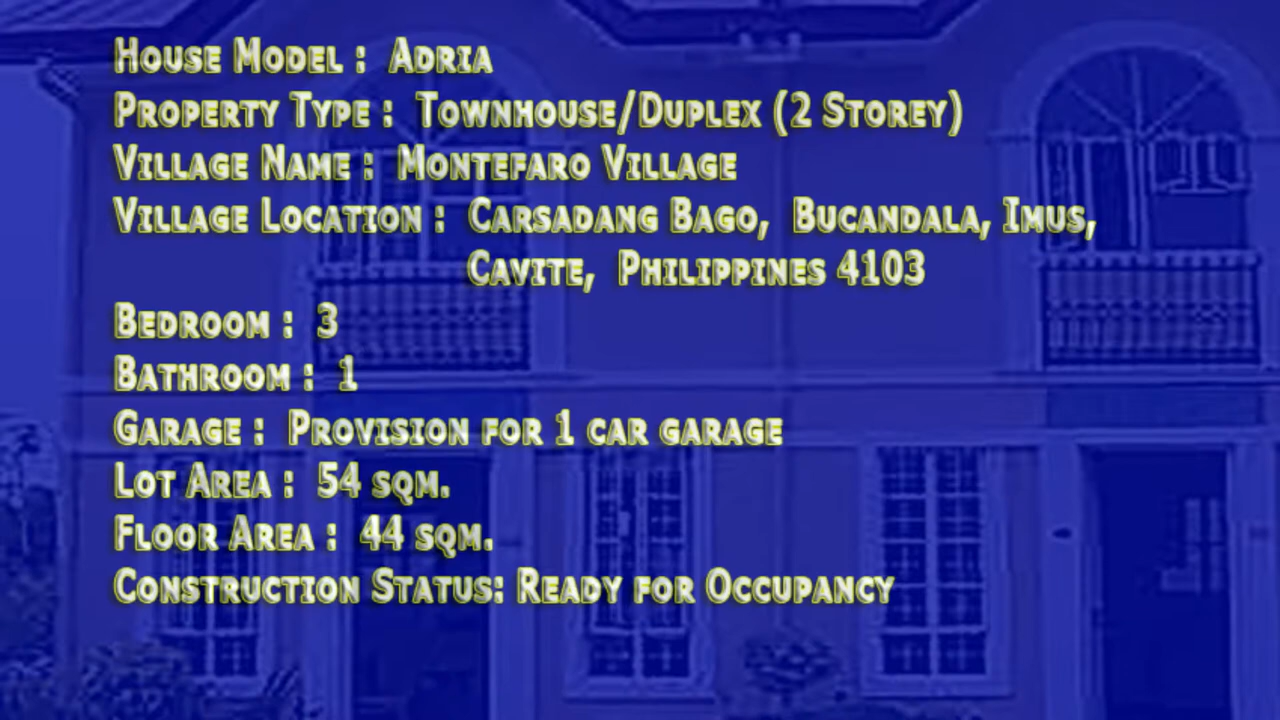 House Model : Adria
Property Type : Townhouse/Duplex (2 Storey)
Village Name : Montefaro Village
Village Location : Carsadang Bago, Bucandala, Imus,
Cavite, Philippines 4103
Bedroom : 3
Bathroom : 1
Garage : Provision for 1 car garage
Lot Area : 54 sqm.
Floor Area : 44 sqm.
Construction Status: Ready for Occupancy